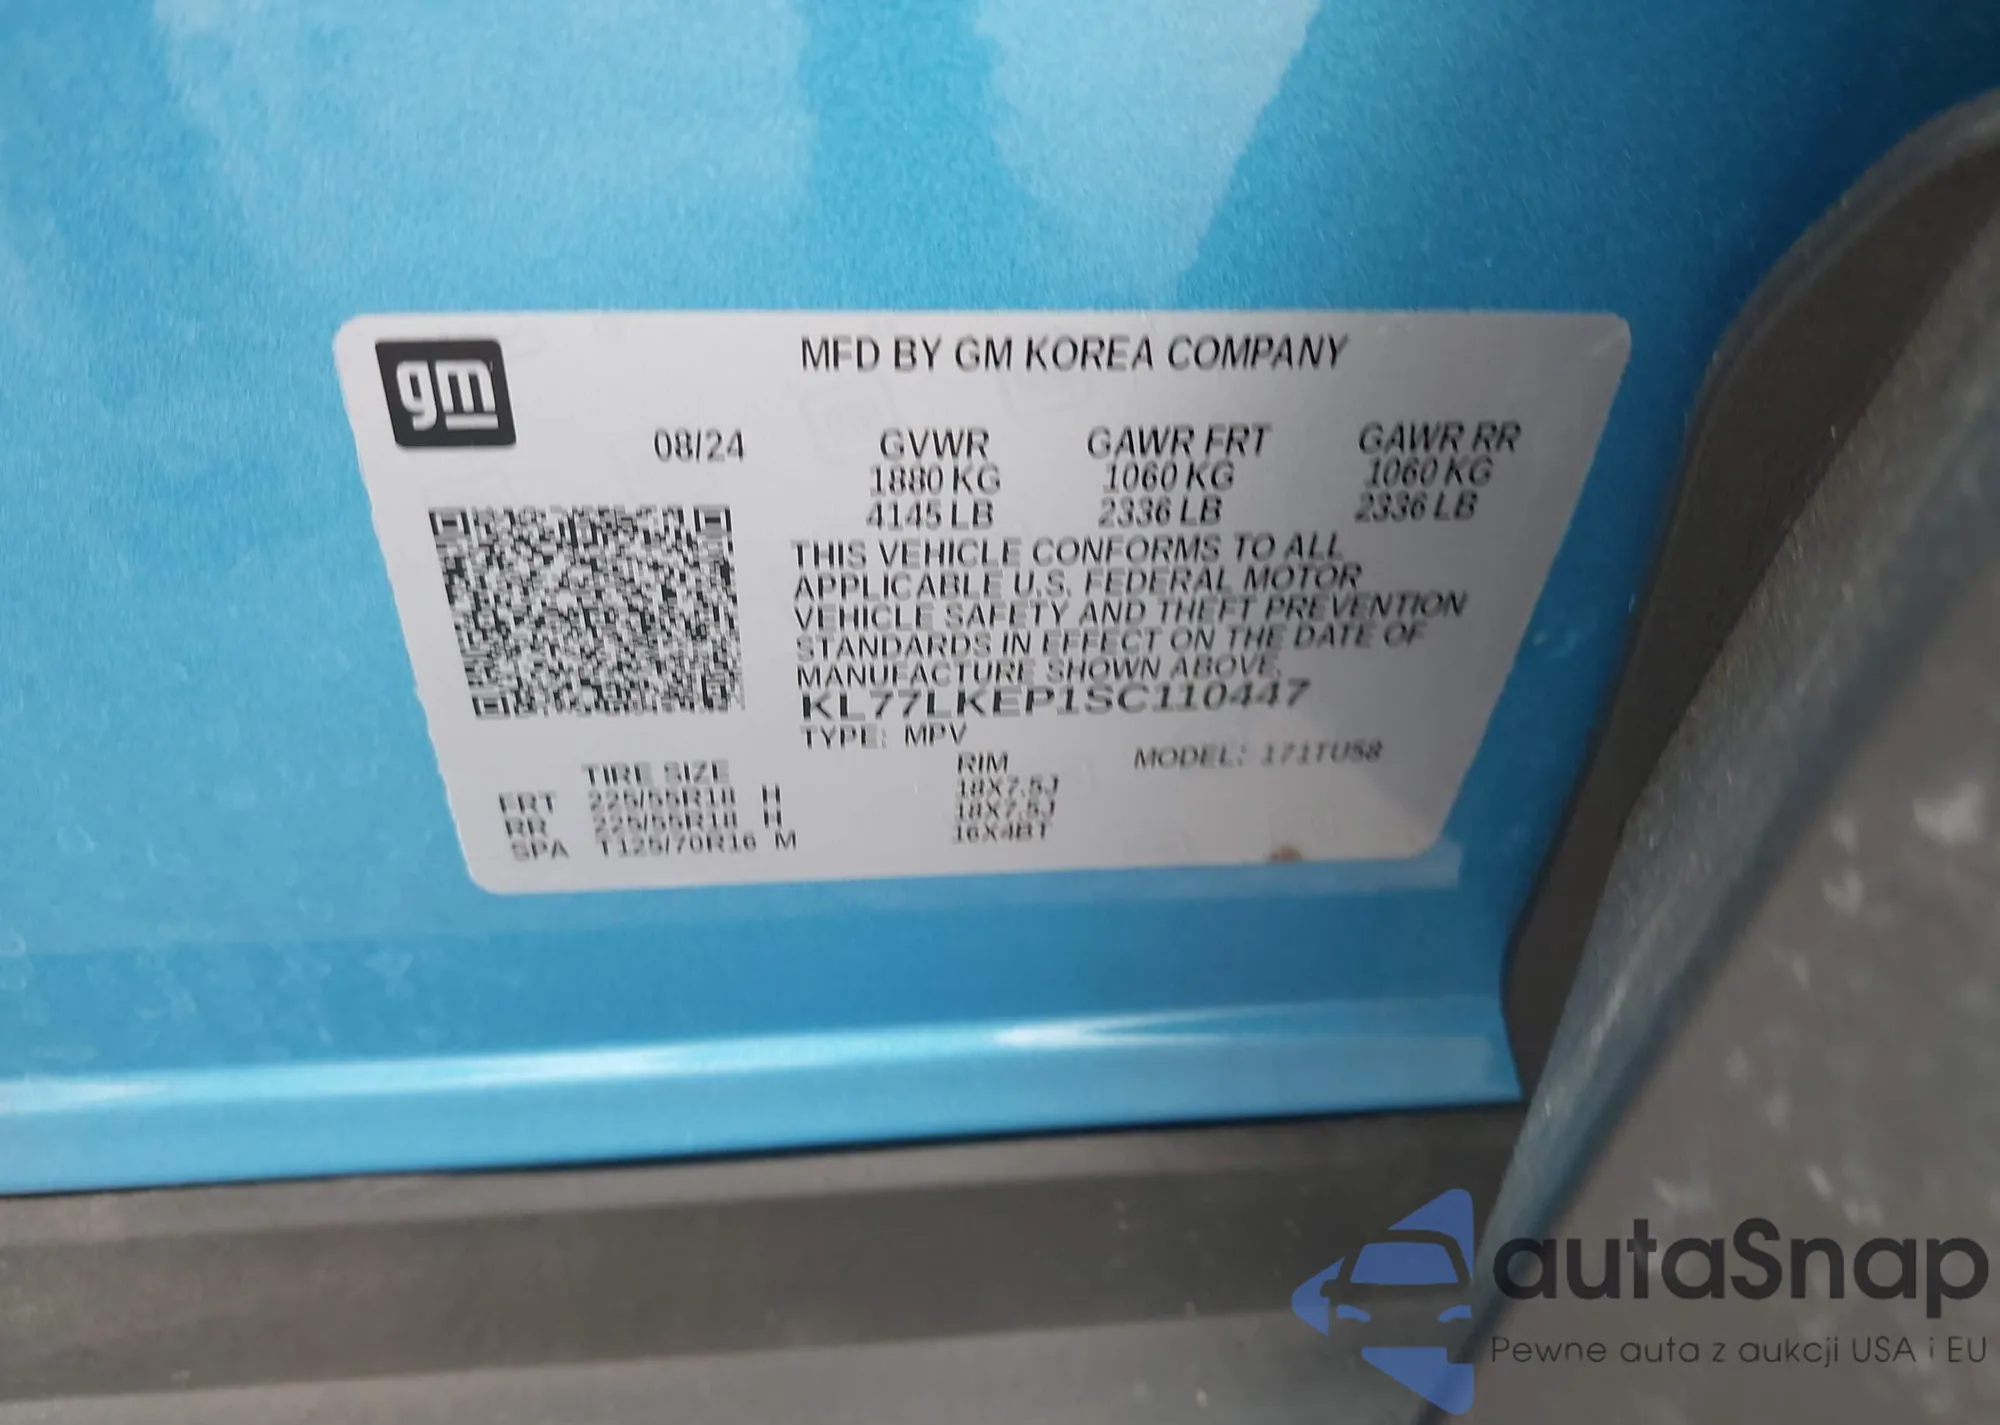 gm
MFD BY GM KOREA COMPANY
08/24 GVWR GAWR FRT GAWR RR
1880 KG 1060 KG 1060 KG
4145 LB 2336 LB 2336 LB
THIS VEHICLE CONFORMS TO ALL
APPLICABLE U.S. FEDERAL MOTOR
VEHICLE SAFETY AND THEFT PREVENTION
STANDARDS IN EFFECT ON THE DATE OF
MANUFACTURE SHOWN ABOVE.
KL77LKEP1SC110447
TYPE: MPV
MODEL: 171TU58
TIRE SIZE RIM
FRT 225/55R18 H 18X7.5J
RR 225/55R18 H 18X7.5J
SPA T125/70R16 M 16X4BT
autaSnap
Pewne auta z aukcji USA i EU